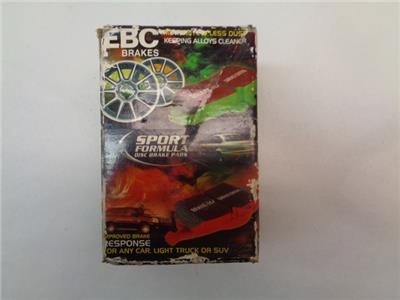 EBC
BRAKES
LESS DUST
KEEPING ALLOYS CLEANER
SPORT
FORMULA
DISC BRAKE PADS
IMPROVED BRAKE
RESPONSE
FOR ANY CAR, LIGHT TRUCK OR SUV